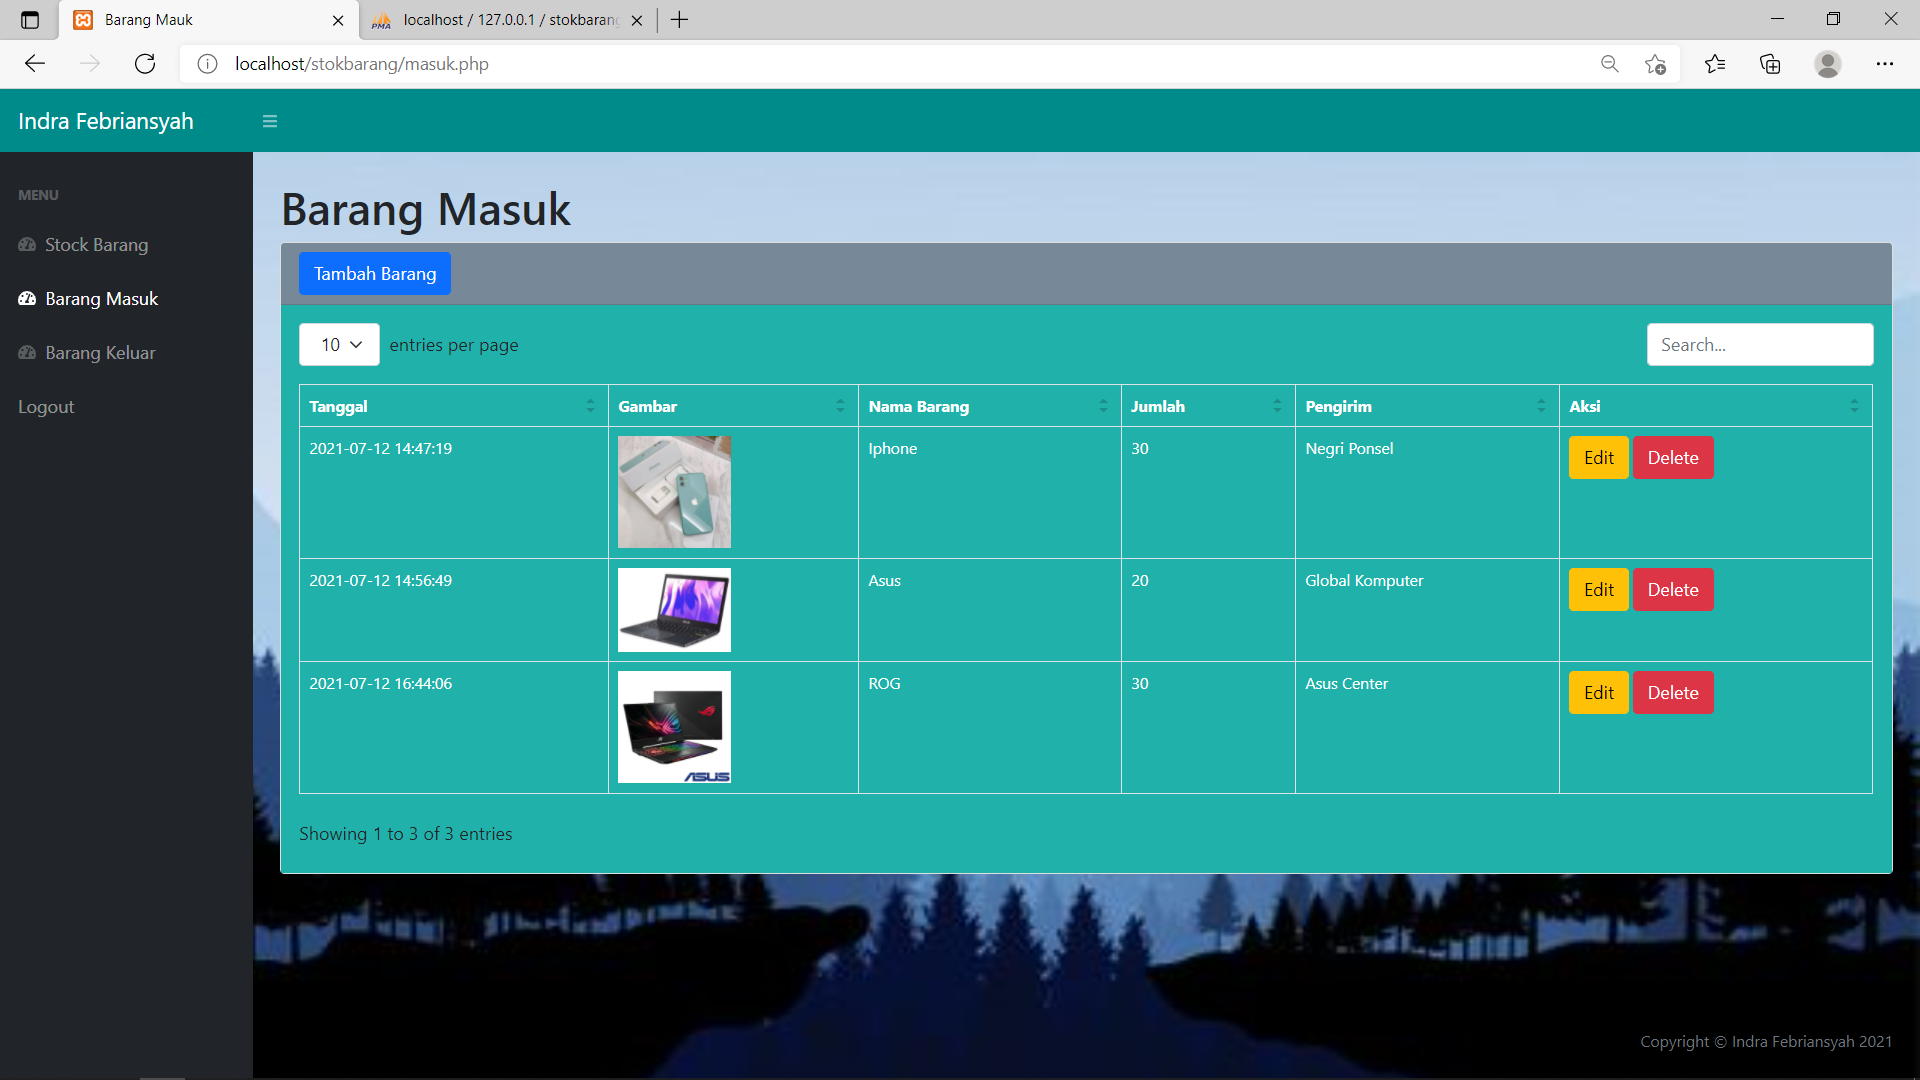 Barang Mauk
localhost / 127.0.0.1 / stokbarang
localhost/stokbarang/masuk.php
Indra Febriansyah
MENU
Stock Barang
Barang Masuk
Barang Keluar
Logout
Barang Masuk
Tambah Barang
10 entries per page
Search...
Tanggal Gambar Nama Barang Jumlah Pengirim Aksi
2021-07-12 14:47:19 Iphone 30 Negri Ponsel Edit Delete
2021-07-12 14:56:49 Asus 20 Global Komputer Edit Delete
2021-07-12 16:44:06 ROG 30 Asus Center Edit Delete
ASUS
Showing 1 to 3 of 3 entries
Copyright © Indra Febriansyah 2021